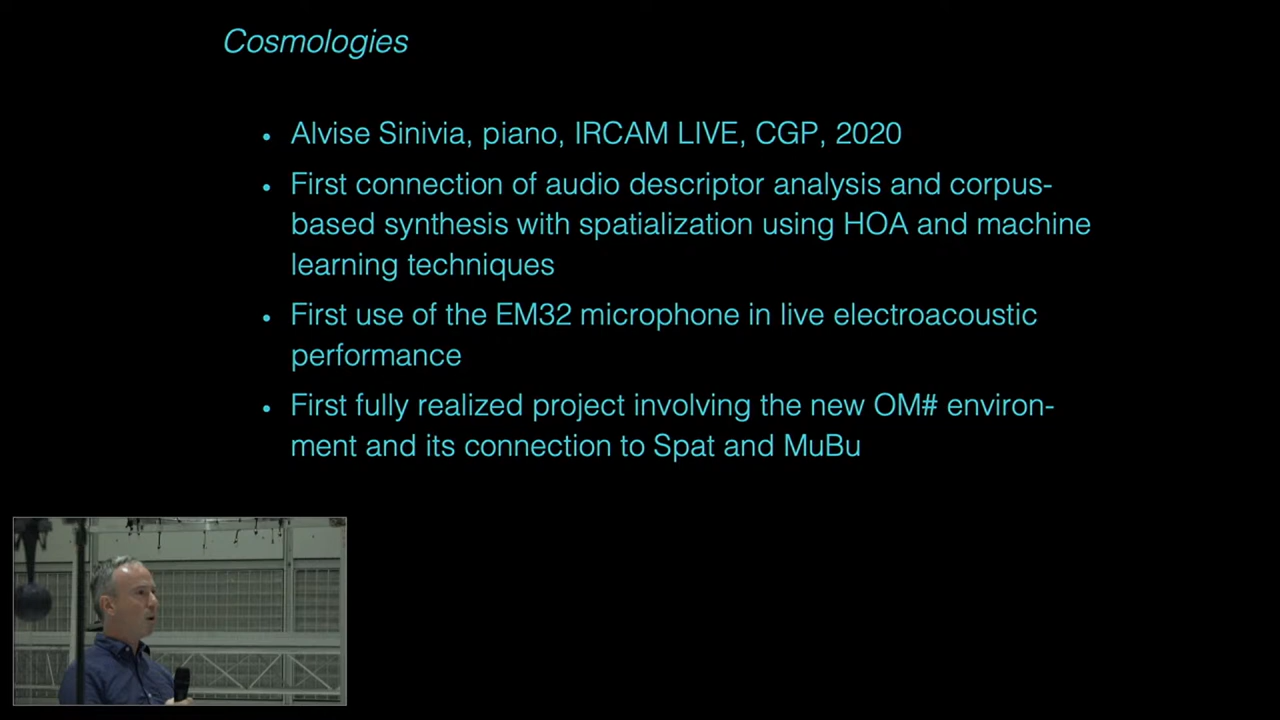 Cosmologies
• Alvise Sinivia, piano, IRCAM LIVE, CGP, 2020
• First connection of audio descriptor analysis and corpus-
based synthesis with spatialization using HOA and machine
learning techniques
• First use of the EM32 microphone in live electroacoustic
performance
• First fully realized project involving the new OM# environ-
ment and its connection to Spat and MuBu